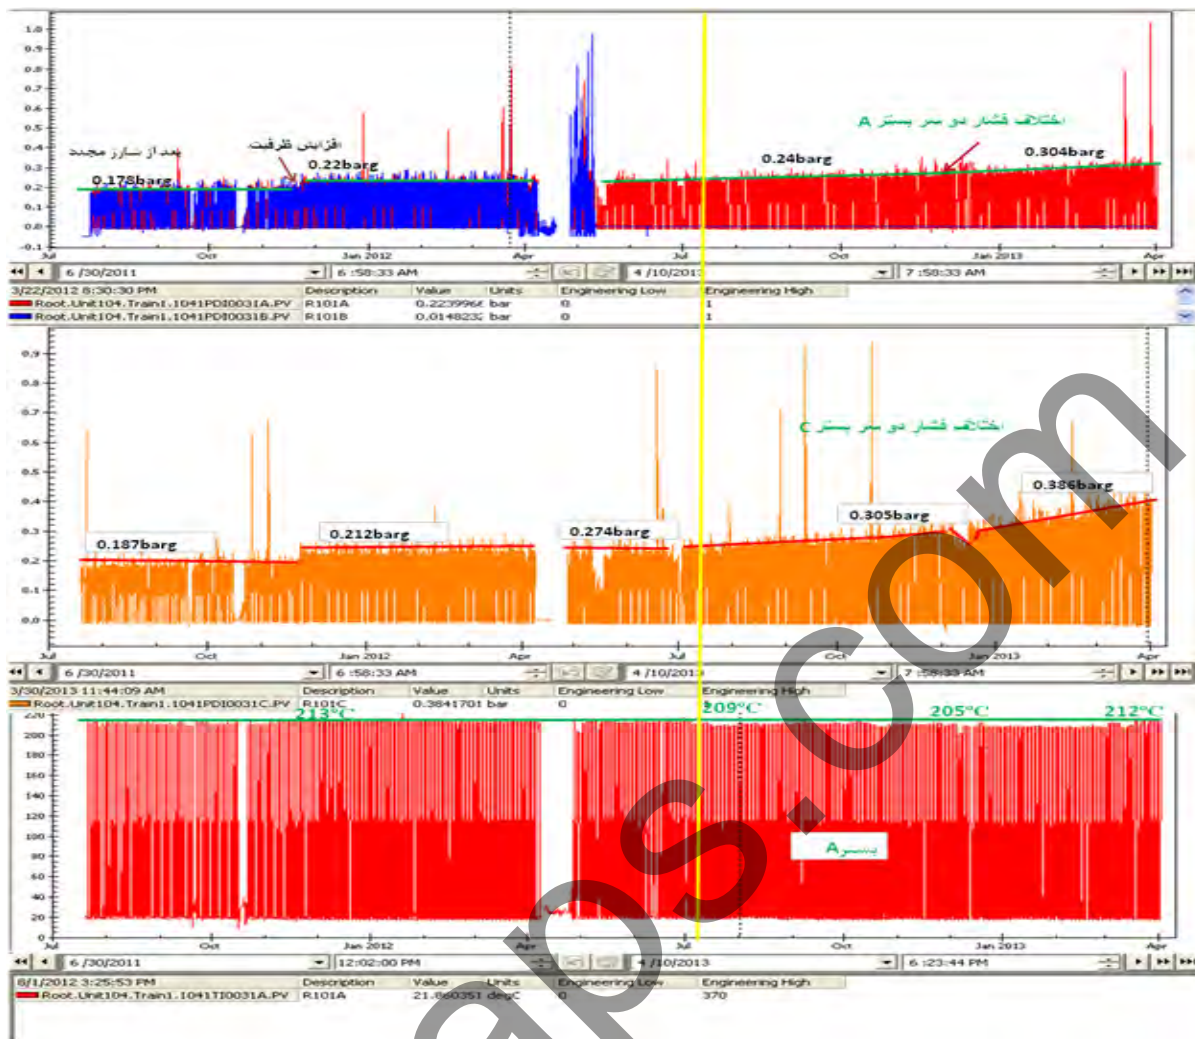 1.0
0.9
0.8
0.7
0.6
0.5
0.4
0.3
0.2
0.1
0.0
-0.1
بعد از شارژ مجدد
0.178barg
افزایش ظرفیت
0.22barg
اختلاف فشار دو سر بستر A
0.24barg
0.304barg
Jul Oct Jan 2012 Apr Jul Oct Jan 2013 Apr
6 /30/2011 6 :58:33 AM 4 /10/2013 7 :58:33 AM
3/22/2012 8:30:30 PM Description Value Units Engineering Low Engineering High
Root.Unit104.Train1.1041PDI0031A.PV R101A bar 0 1
Root.Unit104.Train1.1041PDI0031B.PV R101B bar 0 1
0.9
0.8
0.7
0.6
0.5
0.4
0.3
0.2
0.1
0.0
اختلاف فشار دو سر بستر C
0.187barg
0.212barg
0.274barg
0.305barg
0.386barg
Jul Oct Jan 2012 Apr Jul Oct Jan 2013 Apr
6 /30/2011 6 :58:33 AM 4 /10/2013 7 :58:33 AM
3/30/2013 11:44:09 AM Description Value Units Engineering Low Engineering High
Root.Unit104.Train1.1041PDI0031C.PV R101C 0.3841701 bar 0
220
200
180
160
140
120
100
80
60
40
20
0
213°C
209°C
205°C
212°C
بستر A
Jul Oct Jan 2012 Apr Jul Oct Jan 2013 Apr
6 /30/2011 12:02:00 PM 4 /10/2013 6 :23:44 PM
8/1/2012 3:25:53 PM Description Value Units Engineering Low Engineering High
Root.Unit104.Train1.1041TI0031A.PV R101A 21.860351 degC 0 370
aps.com